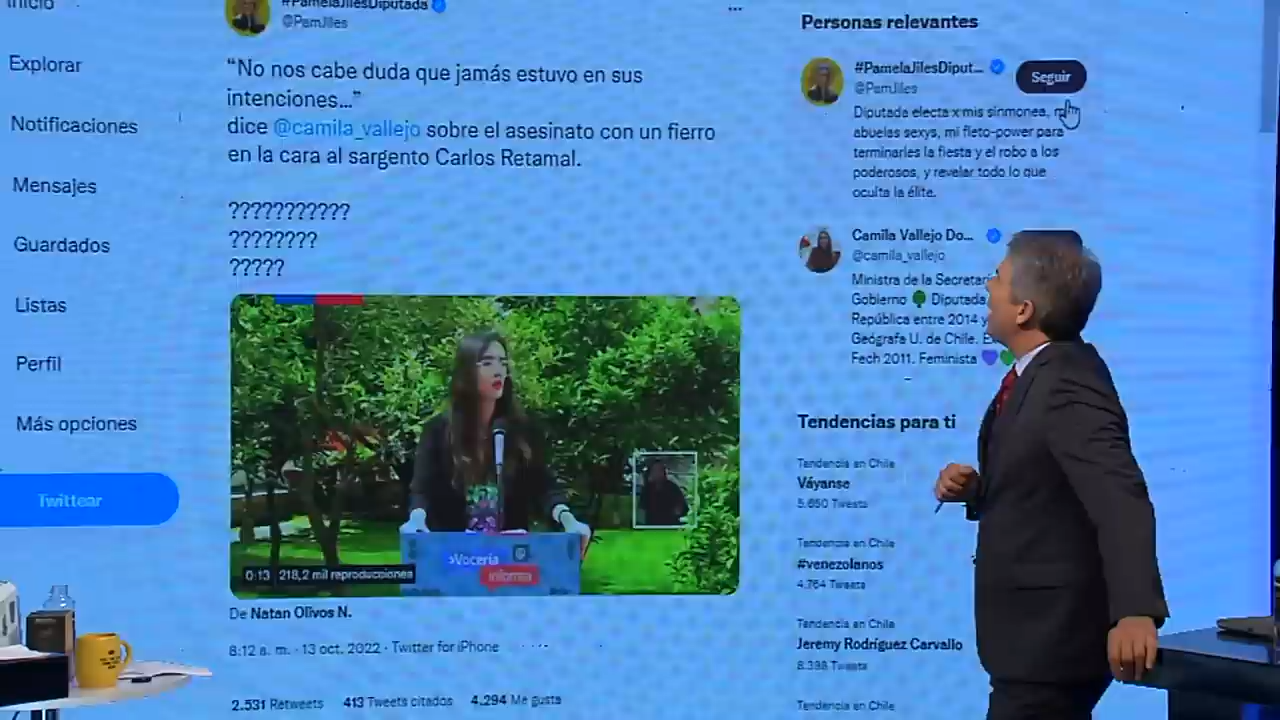 Inicio
Explorar
Notificaciones
Mensajes
Guardados
Listas
Perfil
Más opciones
Twittear
#PamelaJilesDiputada
@PamJiles
“No nos cabe duda que jamás estuvo en sus
intenciones...”
dice @camila_vallejo sobre el asesinato con un fierro
en la cara al sargento Carlos Retamal.
???????????
????????
?????
»Vocería
Informa
0:13 218,2 mil reproducciones
De Natan Olivos N.
8:12 a. m. · 13 oct. 2022 · Twitter for iPhone
2.531 Retweets 413 Tweets citados 4.294 Me gusta
Personas relevantes
#PamelaJilesDiput...
@PamJiles
Seguir
Diputada electa x mis sinmonea,
abuelas sexys, mi fleto-power para
terminarles la fiesta y el robo a los
poderosos, y revelar todo lo que
oculta la élite.
Camila Vallejo Do...
@camila_vallejo
Ministra de la
Gobierno Diputada
República entre 2014 y
Geógrafa U. de Chile.
Fech 2011. Feminista
Tendencias para ti
Tendencia en Chile
Váyanse
5.650 Tweets
Tendencia en Chile
#venezolanos
4.764 Tweets
Tendencia en Chile
Jeremy Rodríguez Carvallo
8.398 Tweets
Tendencia en Chile